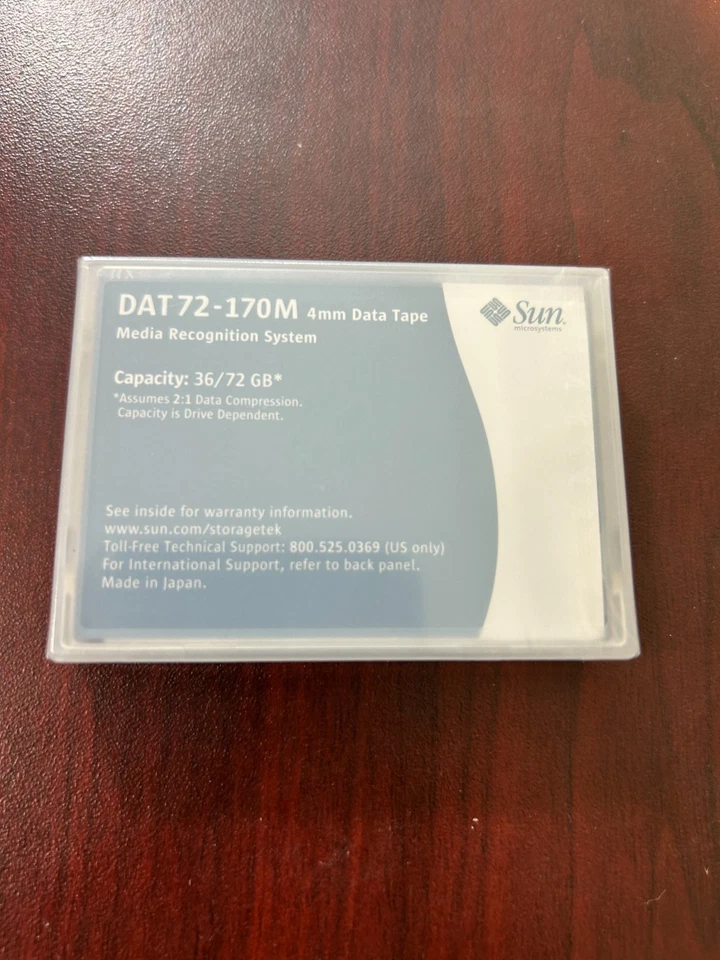 DAT 72-170M 4mm Data Tape
Media Recognition System
Sun
microsystems
Capacity: 36/72 GB*
*Assumes 2:1 Data Compression.
Capacity is Drive Dependent.
See inside for warranty information.
www.sun.com/storagetek
Toll-Free Technical Support: 800.525.0369 (US only)
For International Support, refer to back panel.
Made in Japan.